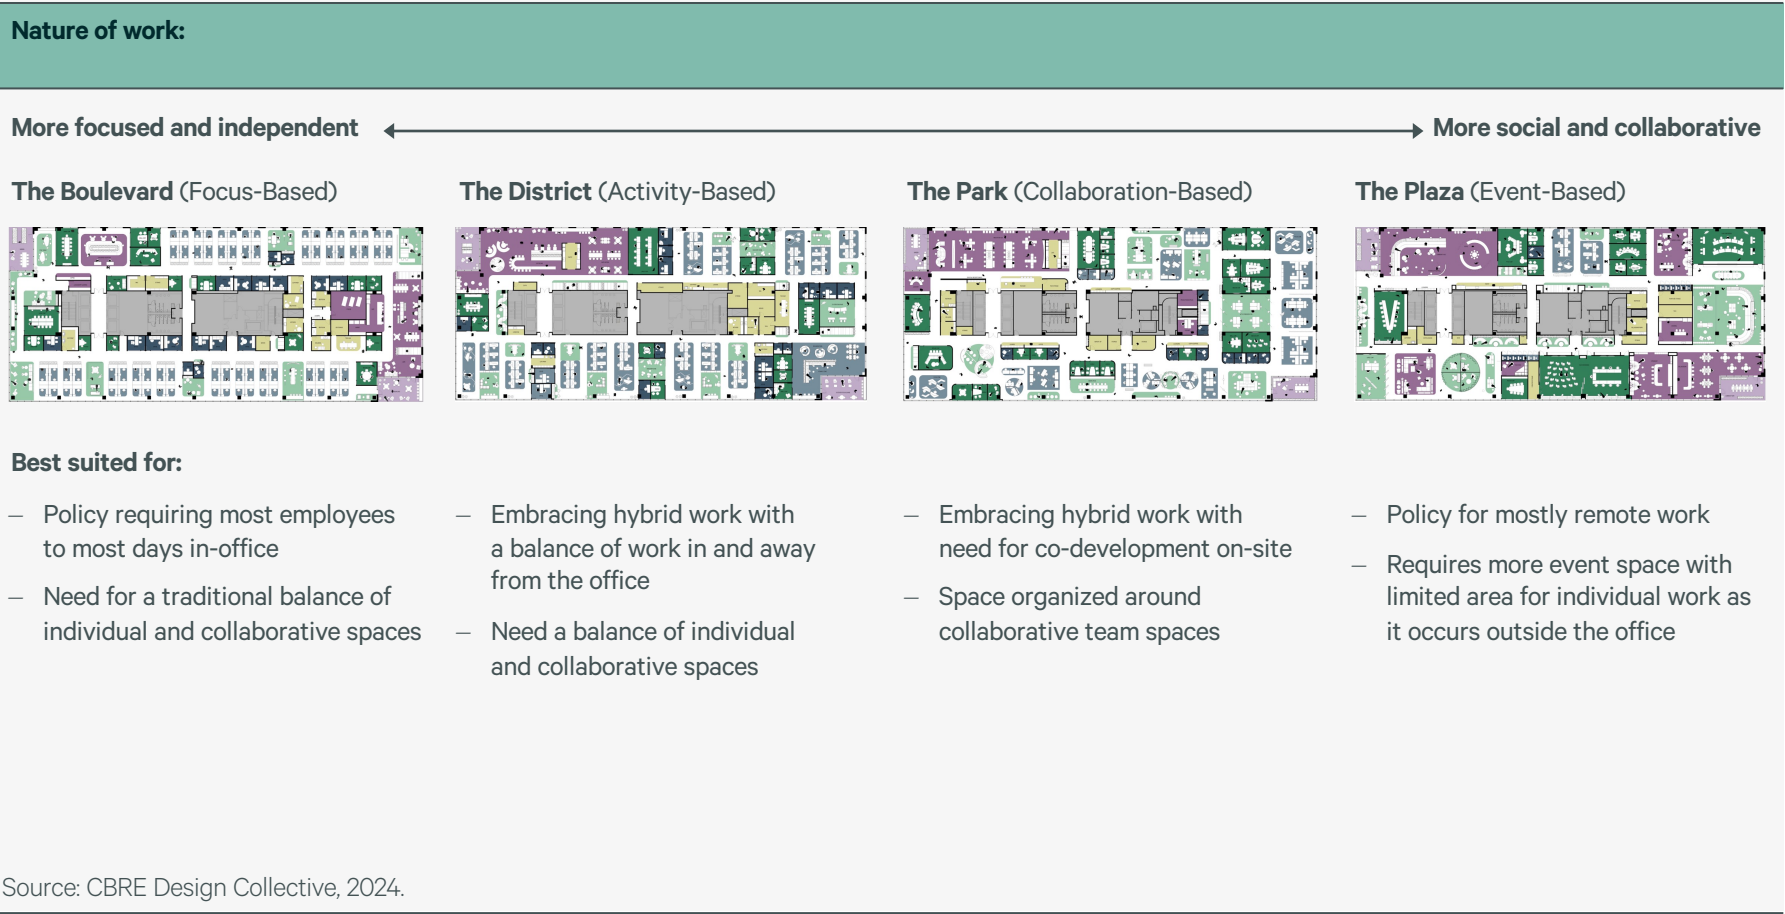 Nature of work:
More focused and independent
More social and collaborative
The Boulevard (Focus-Based)
The District (Activity-Based)
The Park (Collaboration-Based)
The Plaza (Event-Based)
Best suited for:
– Policy requiring most employees
to most days in-office
– Need for a traditional balance of
individual and collaborative spaces
– Embracing hybrid work with
a balance of work in and away
from the office
– Need a balance of individual
and collaborative spaces
– Embracing hybrid work with
need for co-development on-site
– Space organized around
collaborative team spaces
– Policy for mostly remote work
– Requires more event space with
limited area for individual work as
it occurs outside the office
Source: CBRE Design Collective, 2024.